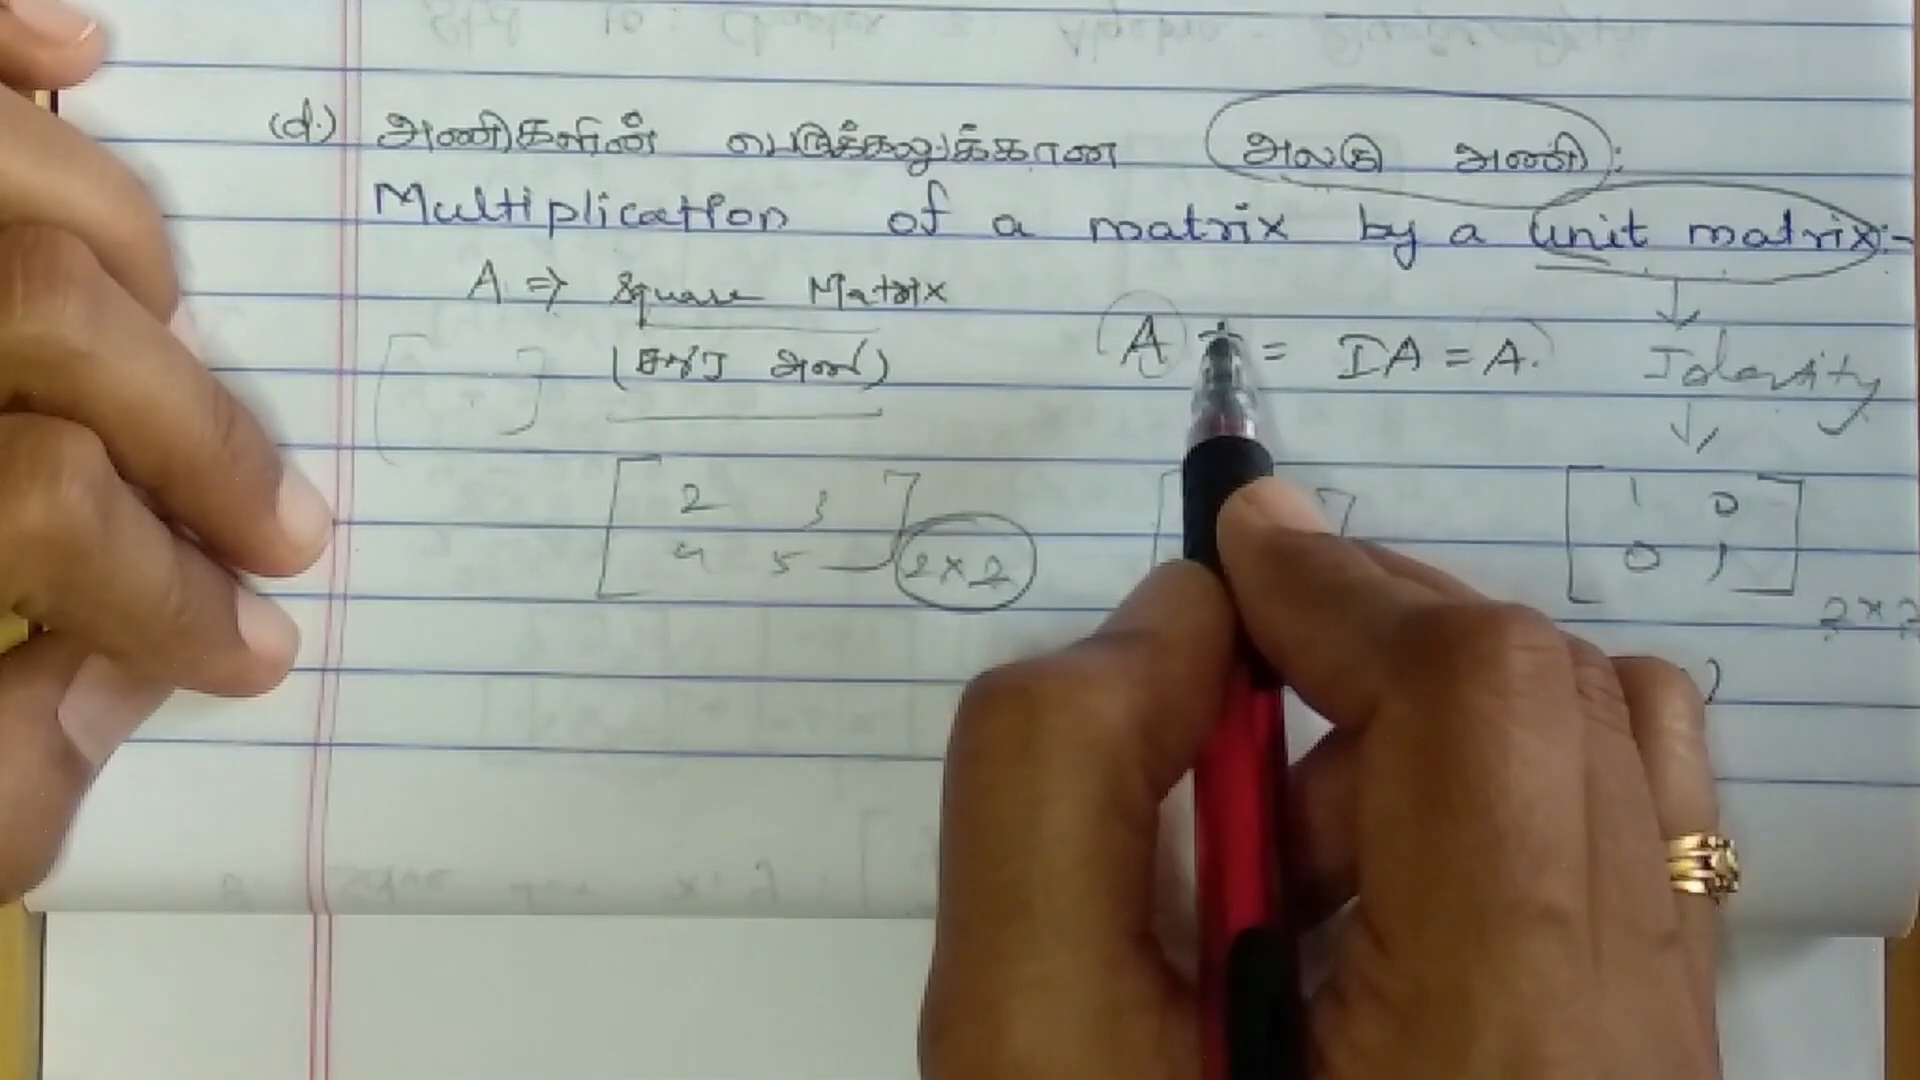 (d.) அணிகளின் பெருக்கலுக்கான அலகு அணி:
Multiplication of a matrix by a unit matrix:-
A ⇒ Square Matrix
(சதுர அணி)
A = IA = A.
Identity
2 3
4 5
2×2
1 0
0 1
2×2